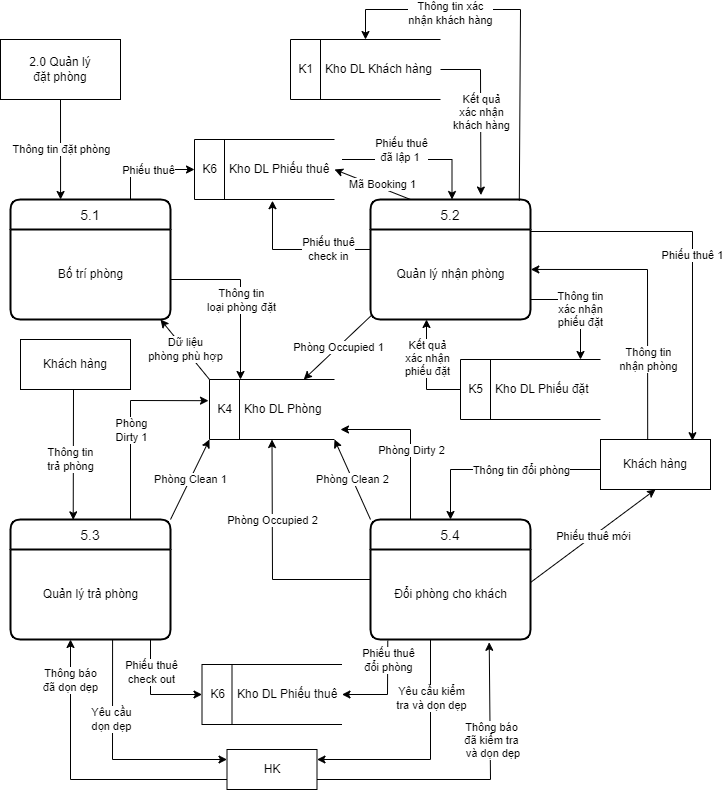 Thông tin xác
nhận khách hàng
2.0 Quản lý
đặt phòng
K1
Kho DL Khách hàng
Kết quả
xác nhận
khách hàng
Thông tin đặt phòng
Phiếu thuê
K6
Kho DL Phiếu thuê
Phiếu thuê
đã lập 1
Mã Booking 1
5.1
Bố trí phòng
5.2
Quản lý nhận phòng
Phiếu thuê
check in
Phiếu thuê 1
Thông tin
loại phòng đặt
Thông tin
xác nhận
phiếu đặt
Dữ liệu
phòng phù hợp
Phòng Occupied 1
Kết quả
xác nhận
phiếu đặt
Thông tin
nhận phòng
Khách hàng
K4
Kho DL Phòng
K5
Kho DL Phiếu đặt
Phòng
Dirty 1
Thông tin
trả phòng
Phòng Dirty 2
Khách hàng
Phòng Clean 1
Phòng Clean 2
Thông tin đổi phòng
Phòng Occupied 2
Phiếu thuê mới
5.3
Quản lý trả phòng
5.4
Đổi phòng cho khách
Thông báo
đã dọn dẹp
Phiếu thuê
check out
K6
Kho DL Phiếu thuê
Phiếu thuê
đổi phòng
Yêu cầu
dọn dẹp
Yêu cầu kiểm
tra và dọn dẹp
Thông báo
đã kiểm tra
và dọn dẹp
HK